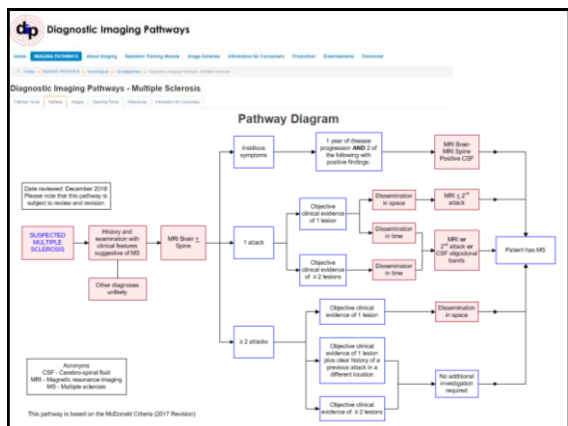 dip Diagnostic Imaging Pathways
Home IMAGING PATHWAYS About Imaging Radiation Training Module Image Galleries Information for Consumers Production Endorsements Personnel
Diagnostic Imaging Pathways - Multiple Sclerosis
Pathway Home Pathway Images Teaching Points References Information for Consumers
Pathway Diagram
Date reviewed: December 2018
Please note that this pathway is
subject to review and revision
SUSPECTED
MULTIPLE
SCLEROSIS
History and
examination with
clinical features
suggestive of MS
Other diagnoses
unlikely
MRI Brain ±
Spine
Insidious
symptoms
1 year of disease
progression AND 2 of
the following with
positive findings:
MRI Brain
MRI Spine
Positive CSF
1 attack
Objective
clinical evidence
of 1 lesion
Dissemination
in space
MRI ± 2nd
attack
Dissemination
in time
Objective
clinical evidence
of ≥ 2 lesions
Dissemination
in time
MRI or
2nd attack or
CSF oligoclonal
bands
Patient has MS
≥ 2 attacks
Objective clinical
evidence of 1 lesion
Dissemination
in space
Objective clinical
evidence of 1 lesion
plus clear history of a
previous attack in a
different location
Objective clinical
evidence of ≥ 2 lesions
No additional
investigation
required
Acronyms
CSF - Cerebro-spinal fluid
MRI - Magnetic resonance imaging
MS - Multiple sclerosis
This pathway is based on the McDonald Criteria (2017 Revision)